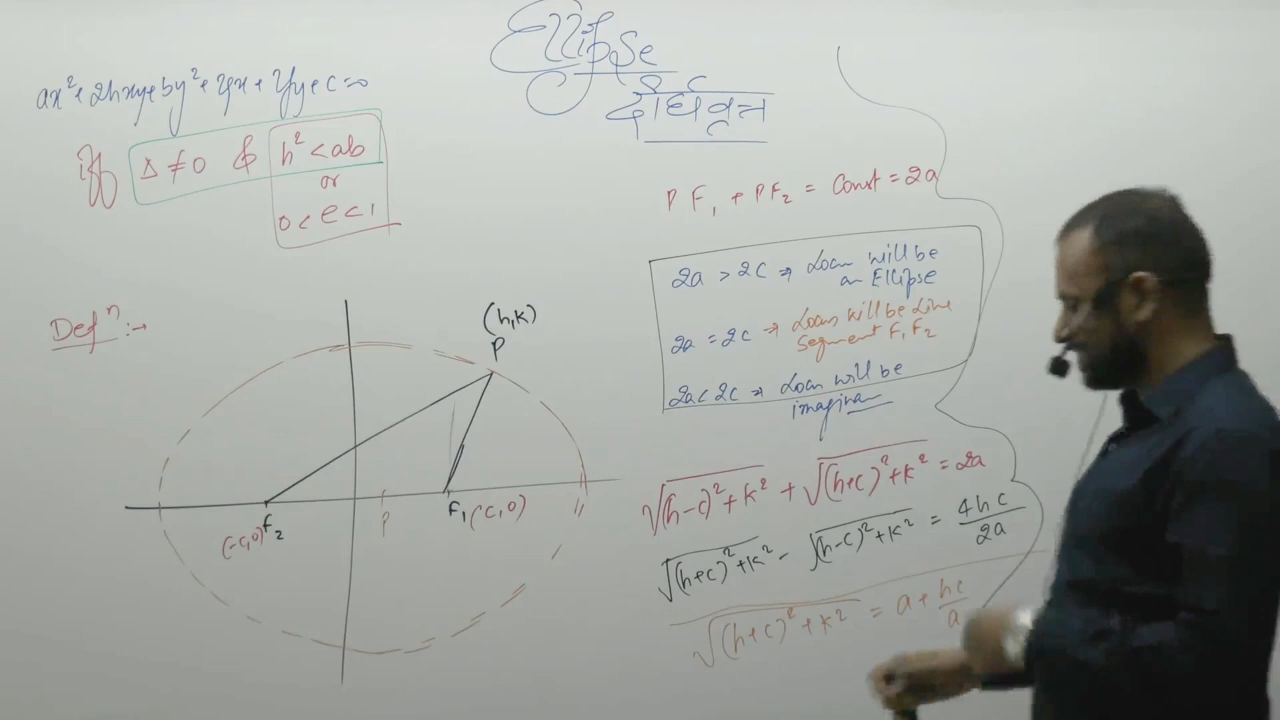 Ellipse
दीर्घवृत्त
ax² + 2hxy + by² + 2gx + 2fy + c = 0
iff Δ ≠ 0 & h² < ab
or
0 < e < 1
PF₁ + PF₂ = Const = 2a
2a > 2c ⇒ Locus will be
an Ellipse
2a = 2c → Locus will be Line
Segment F₁F₂
2a < 2c ⇒ Locus will be
imaginary
Defⁿ :→
(h,k)
P
F₁ (c,0)
(-c,0) F₂
P
√(h-c)²+k² + √(h+c)²+k² = 2a
√(h+c)²+k² - √(h-c)²+k² = 4hc/2a
√(h+c)²+k² = a + hc/a